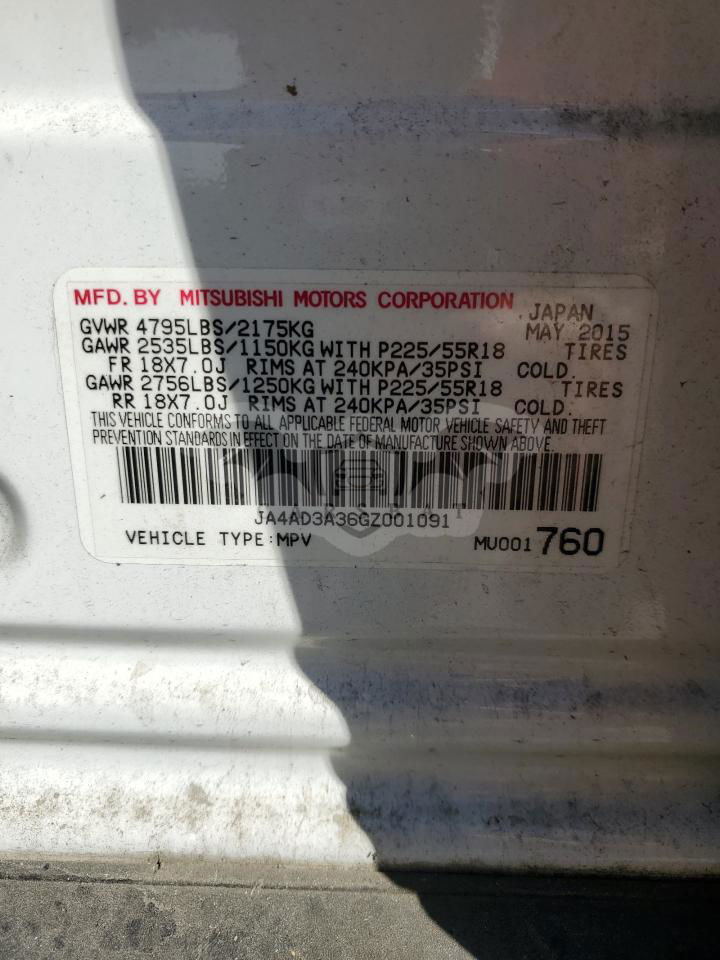 MFD. BY MITSUBISHI MOTORS CORPORATION JAPAN
GVWR 4795LBS/2175KG MAY 2015
GAWR 2535LBS/1150KG WITH P225/55R18 TIRES
FR 18X7.0J RIMS AT 240KPA/35PSI COLD.
GAWR 2756LBS/1250KG WITH P225/55R18 TIRES
RR 18X7.0J RIMS AT 240KPA/35PSI COLD.
THIS VEHICLE CONFORMS TO ALL APPLICABLE FEDERAL MOTOR VEHICLE SAFETY AND THEFT
PREVENTION STANDARDS IN EFFECT ON THE DATE OF MANUFACTURE SHOWN ABOVE.
JA4AD3A36GZ001091
VEHICLE TYPE:MPV MU001760